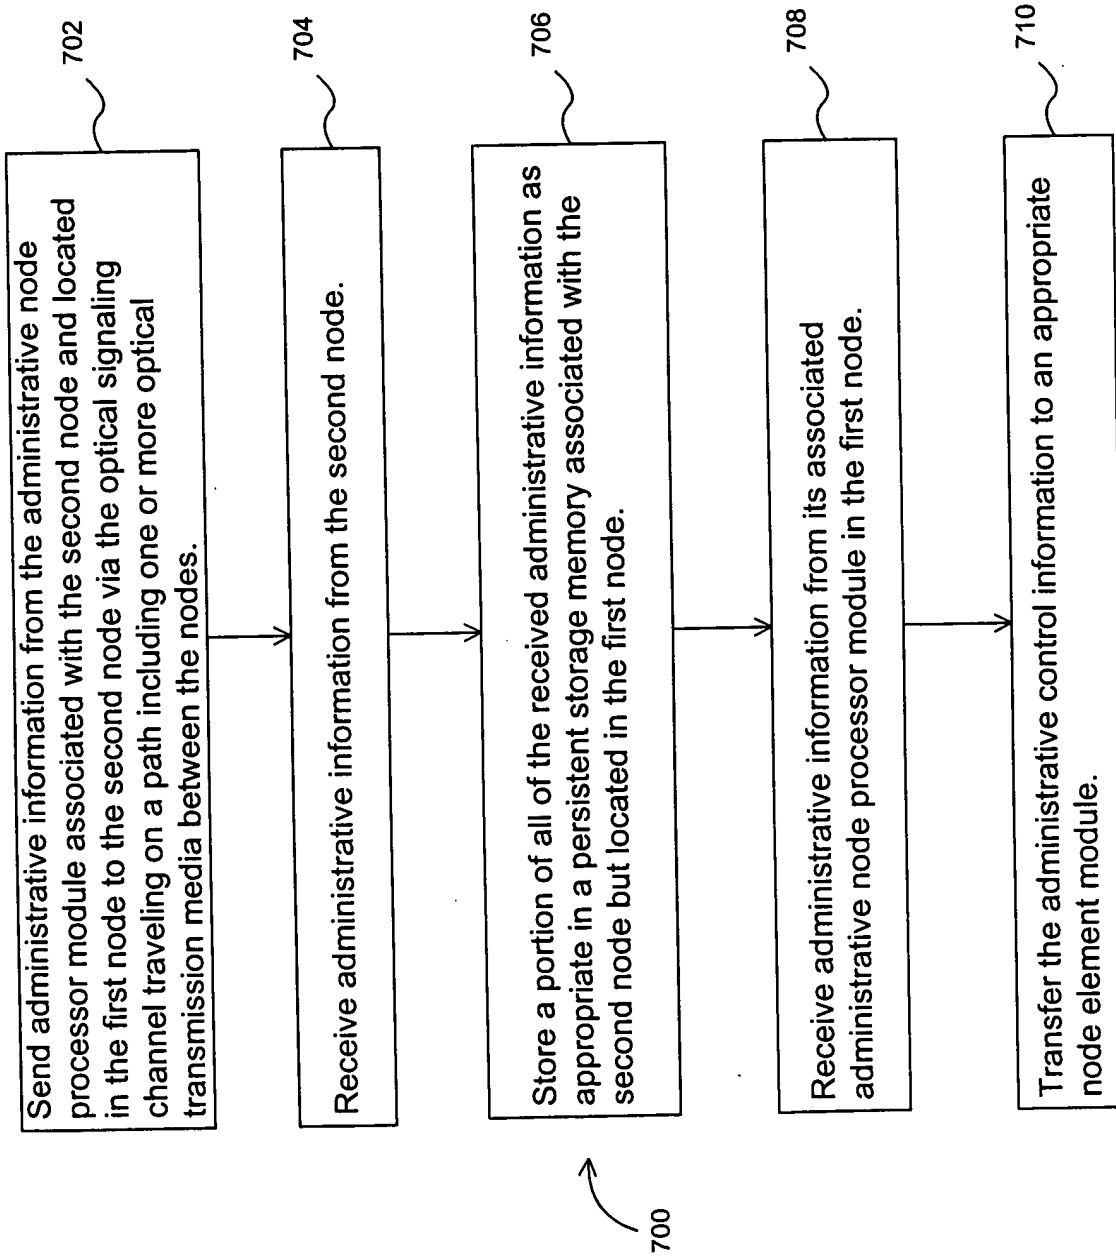 Send administrative information from the administrative node
processor module associated with the second node and located
in the first node to the second node via the optical signaling
channel traveling on a path including one or more optical
transmission media between the nodes.
702
Receive administrative information from the second node.
704
Store a portion of all of the received administrative information as
appropriate in a persistent storage memory associated with the
second node but located in the first node.
706
Receive administrative information from its associated
administrative node processor module in the first node.
708
Transfer the administrative control information to an appropriate
node element module.
710
700